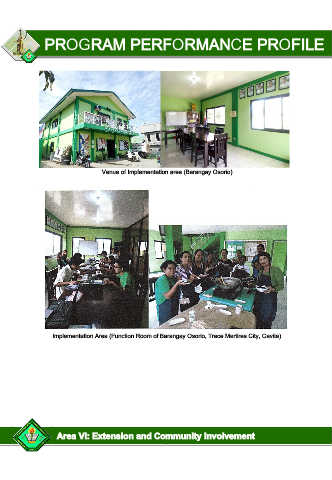 PROGRAM PERFORMANCE PROFILE
Venue of Implementation area (Barangay Osorio)
Implementation Area (Function Room of Barangay Osorio, Trece Martires City, Cavite)
Area VI: Extension and Community Involvement